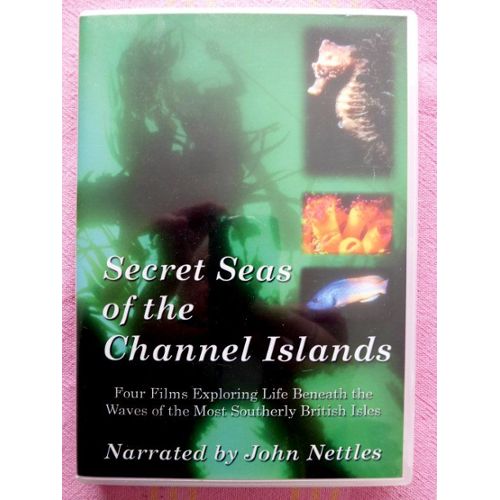 Secret Seas
of the
Channel Islands
Four Films Exploring Life Beneath the
Waves of the Most Southerly British Isles
Narrated by John Nettles